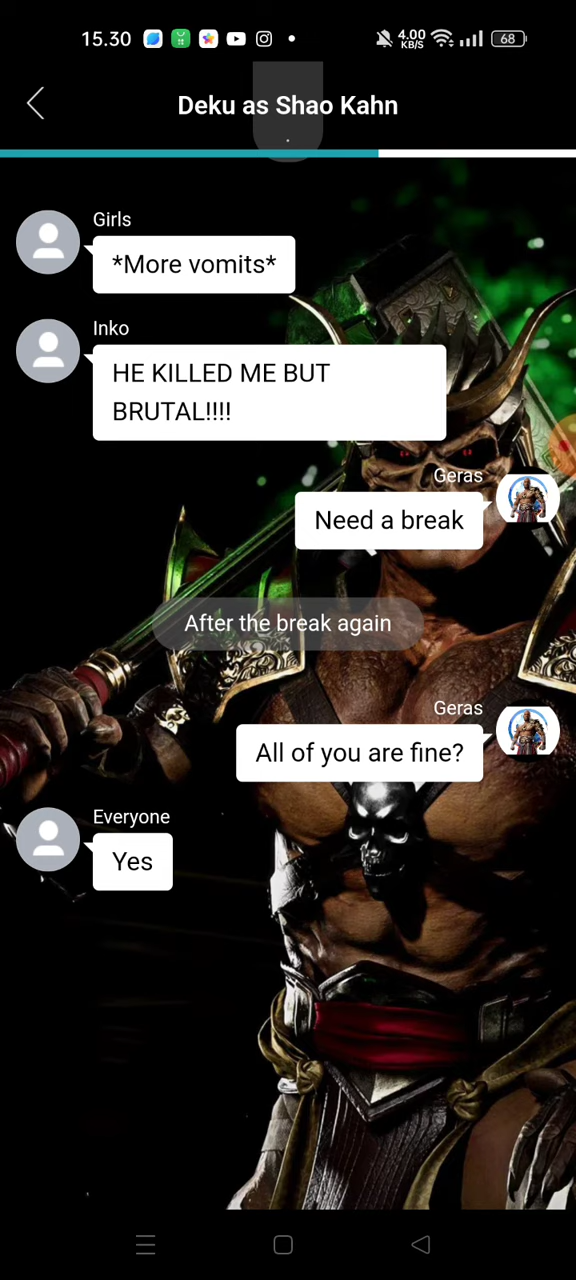 15.30
4.00
KB/S
68
Deku as Shao Kahn
Girls
*More vomits*
Inko
HE KILLED ME BUT
BRUTAL!!!!
Geras
Need a break
After the break again
Geras
All of you are fine?
Everyone
Yes